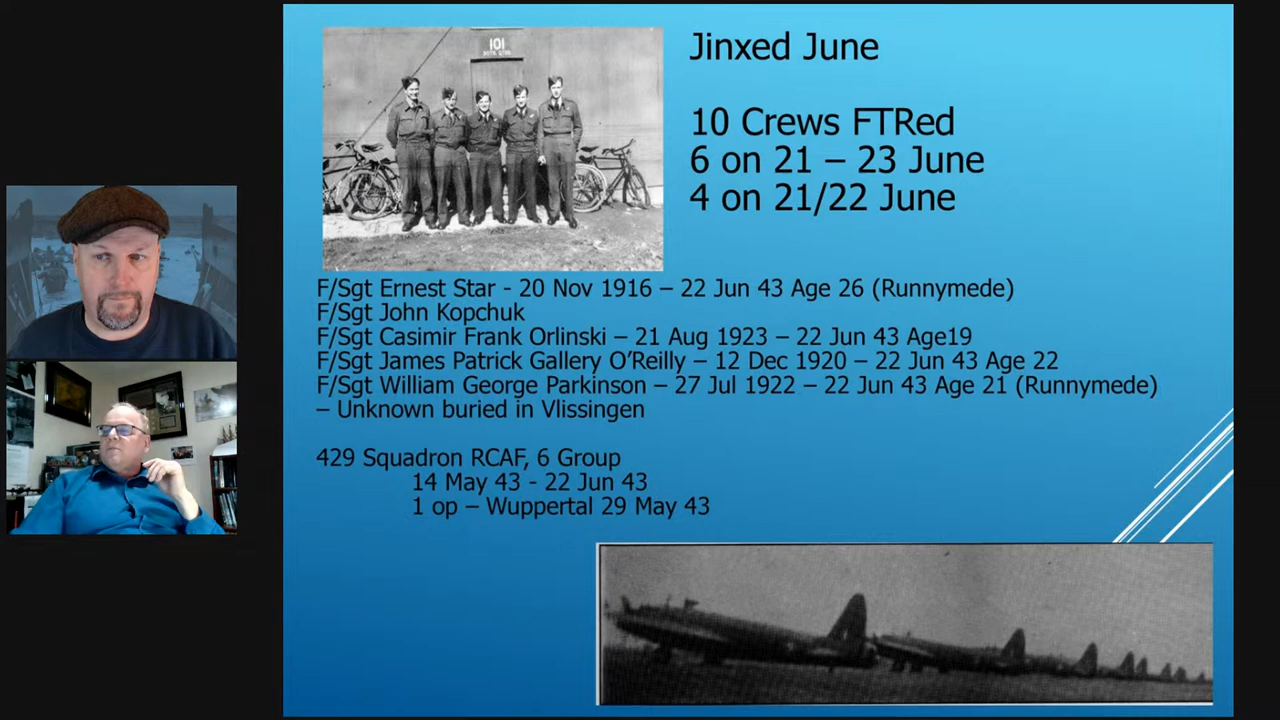 101
Jinxed June
10 Crews FTRed
6 on 21 – 23 June
4 on 21/22 June
F/Sgt Ernest Star - 20 Nov 1916 – 22 Jun 43 Age 26 (Runnymede)
F/Sgt John Kopchuk
F/Sgt Casimir Frank Orlinski – 21 Aug 1923 – 22 Jun 43 Age19
F/Sgt James Patrick Gallery O’Reilly – 12 Dec 1920 – 22 Jun 43 Age 22
F/Sgt William George Parkinson – 27 Jul 1922 – 22 Jun 43 Age 21 (Runnymede)
– Unknown buried in Vlissingen
429 Squadron RCAF, 6 Group
14 May 43 - 22 Jun 43
1 op – Wuppertal 29 May 43